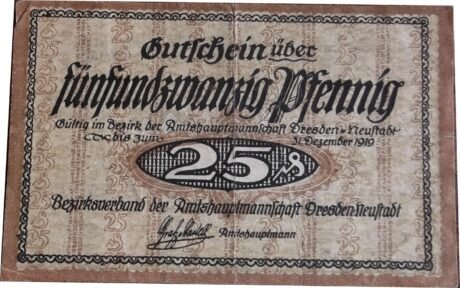 Gutschein über
fünfundzwanzig Pfennig
Gültig im Bezirk der Amtshauptmannschaft Dresden-Neustadt
bis zum 31. Dezember 1919
25 ₰
Bezirksverband der Amtshauptmannschaft Dresden-Neustadt
Amtshauptmann